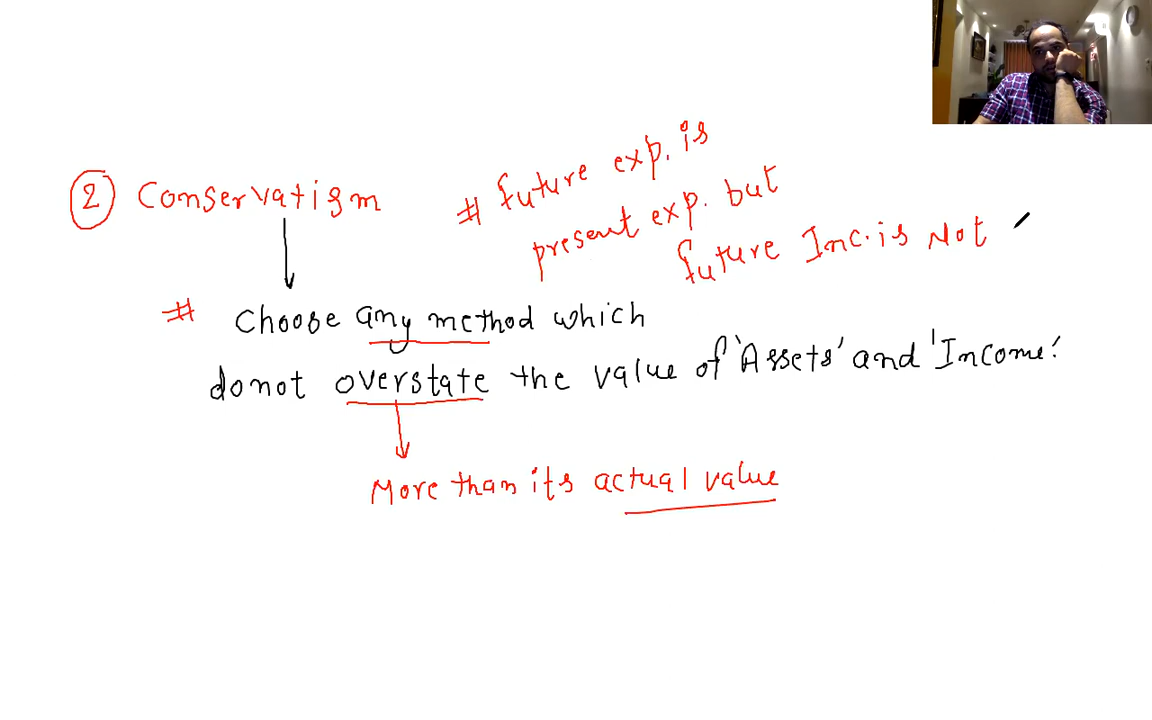 ② Conservatism
# future exp. is
present exp. but
future Inc. is Not
# Choose any method which
donot overstate the value of 'Assets' and 'Income'.
More than its actual value